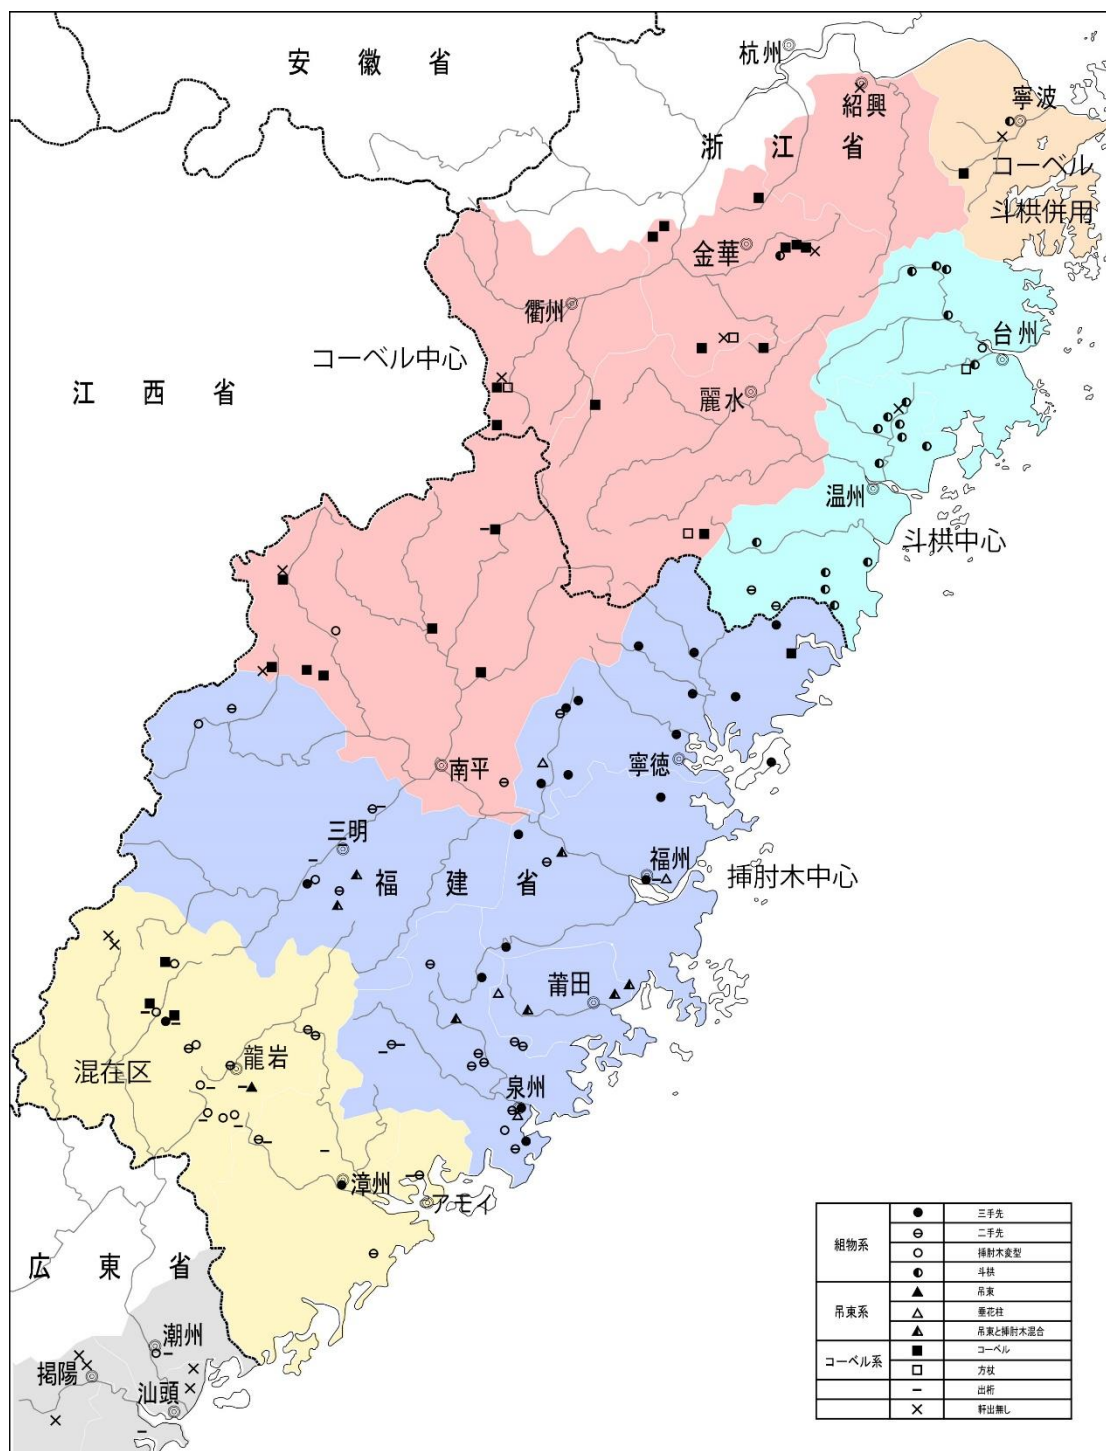 安徽省
杭州
紹興
寧波
浙江省
コーベル
斗栱併用
金華
衢州
台州
コーベル中心
江西省
麗水
温州
斗栱中心
寧徳
南平
三明
福州
福建省
挿肘木中心
莆田
龍岩
混在区
泉州
漳州
アモイ
広東省
潮州
掲陽
汕頭
組物系
三手先
二手先
挿肘木変型
斗栱
吊束系
吊束
垂花柱
吊束と挿肘木混合
コーベル系
コーベル
方杖
出桁
軒出無し